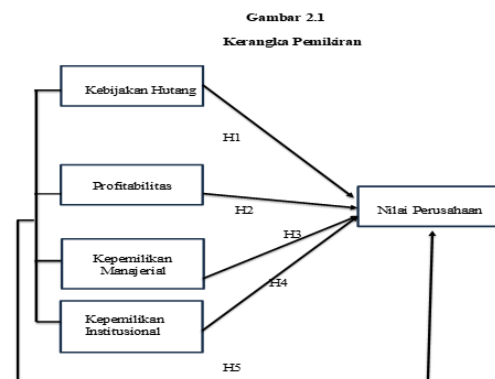 Gambar 2.1
Kerangka Pemikiran
Kebijakan Hutang
H1
Profitabilitas
Nilai Perusahaan
H2
H3
Kepemilikan
Manajerial
H4
Kepemilikan
Institusional
H5